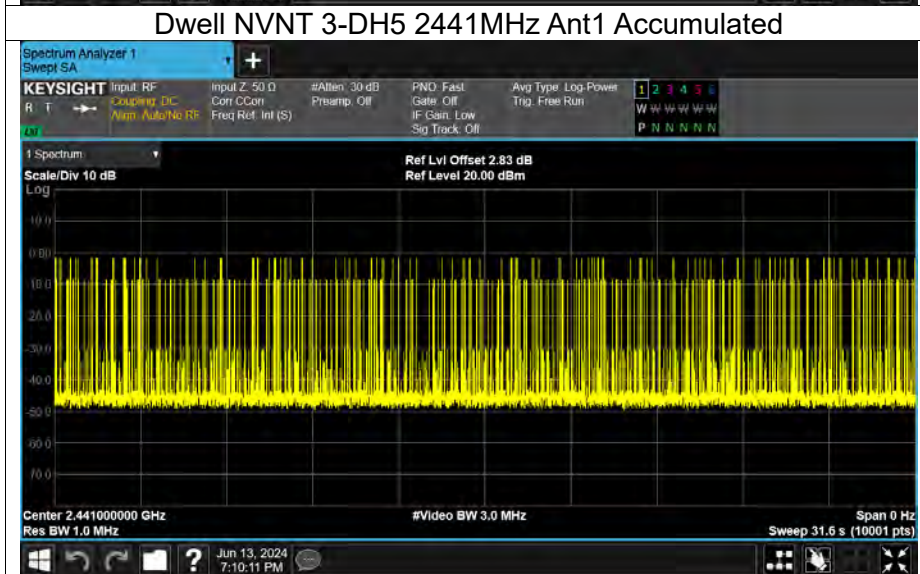 Dwell NVNT 3-DH5 2441MHz Ant1 Accumulated
Spectrum Analyzer 1
Swept SA
+
KEYSIGHT Input: RF Input Z: 50 Ω #Atten: 30 dB PNO: Fast Avg Type: Log-Power 1 2 3 4 5 6
R T Coupling: DC Corr CCorr Preamp: Off Gate: Off Trig: Free Run W W W W W W
Align: Auto/No RF Freq Ref: Int (S) IF Gain: Low P N N N N N
Sig Track: Off
1 Spectrum
Ref Lvl Offset 2.83 dB
Scale/Div 10 dB Ref Level 20.00 dBm
Log
10.0
0.00
-10.0
-20.0
-30.0
-40.0
-50.0
-60.0
-70.0
Center 2.441000000 GHz #Video BW 3.0 MHz Span 0 Hz
Res BW 1.0 MHz Sweep 31.6 s (10001 pts)
? Jun 13, 2024
7:10:11 PM